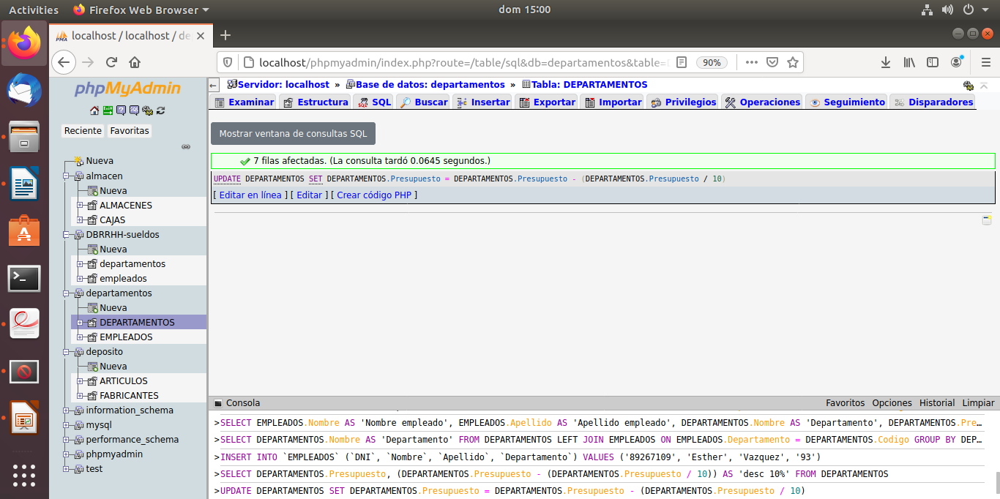 Activities
Firefox Web Browser
dom 15:00
PMA localhost / localhost / de
localhost/phpmyadmin/index.php?route=/table/sql&db=departamentos&table=
90%
phpMyAdmin
Reciente
Favoritas
Nueva
almacen
Nueva
ALMACENES
CAJAS
DBRRHH-sueldos
Nueva
departamentos
empleados
departamentos
Nueva
DEPARTAMENTOS
EMPLEADOS
deposito
Nueva
ARTICULOS
FABRICANTES
information_schema
mysql
performance_schema
phpmyadmin
test
Servidor: localhost » Base de datos: departamentos » Tabla: DEPARTAMENTOS
Examinar Estructura SQL Buscar Insertar Exportar Importar Privilegios Operaciones Seguimiento Disparadores
Mostrar ventana de consultas SQL
7 filas afectadas. (La consulta tardó 0.0645 segundos.)
UPDATE DEPARTAMENTOS SET DEPARTAMENTOS.Presupuesto = DEPARTAMENTOS.Presupuesto - (DEPARTAMENTOS.Presupuesto / 10)
[ Editar en línea ] [ Editar ] [ Crear código PHP ]
Consola
Favoritos Opciones Historial Limpiar
>SELECT EMPLEADOS.Nombre AS 'Nombre empleado', EMPLEADOS.Apellido AS 'Apellido empleado', DEPARTAMENTOS.Nombre AS 'Departamento', DEPARTAMENTOS.Pre…
>SELECT DEPARTAMENTOS.Nombre AS 'Departamento' FROM DEPARTAMENTOS LEFT JOIN EMPLEADOS ON EMPLEADOS.Departamento = DEPARTAMENTOS.Codigo GROUP BY DEP…
>INSERT INTO `EMPLEADOS` (`DNI`, `Nombre`, `Apellido`, `Departamento`) VALUES ('89267109', 'Esther', 'Vazquez', '93')
>SELECT DEPARTAMENTOS.Presupuesto, (DEPARTAMENTOS.Presupuesto - (DEPARTAMENTOS.Presupuesto / 10)) AS 'desc 10%' FROM DEPARTAMENTOS
>UPDATE DEPARTAMENTOS SET DEPARTAMENTOS.Presupuesto = DEPARTAMENTOS.Presupuesto - (DEPARTAMENTOS.Presupuesto / 10)